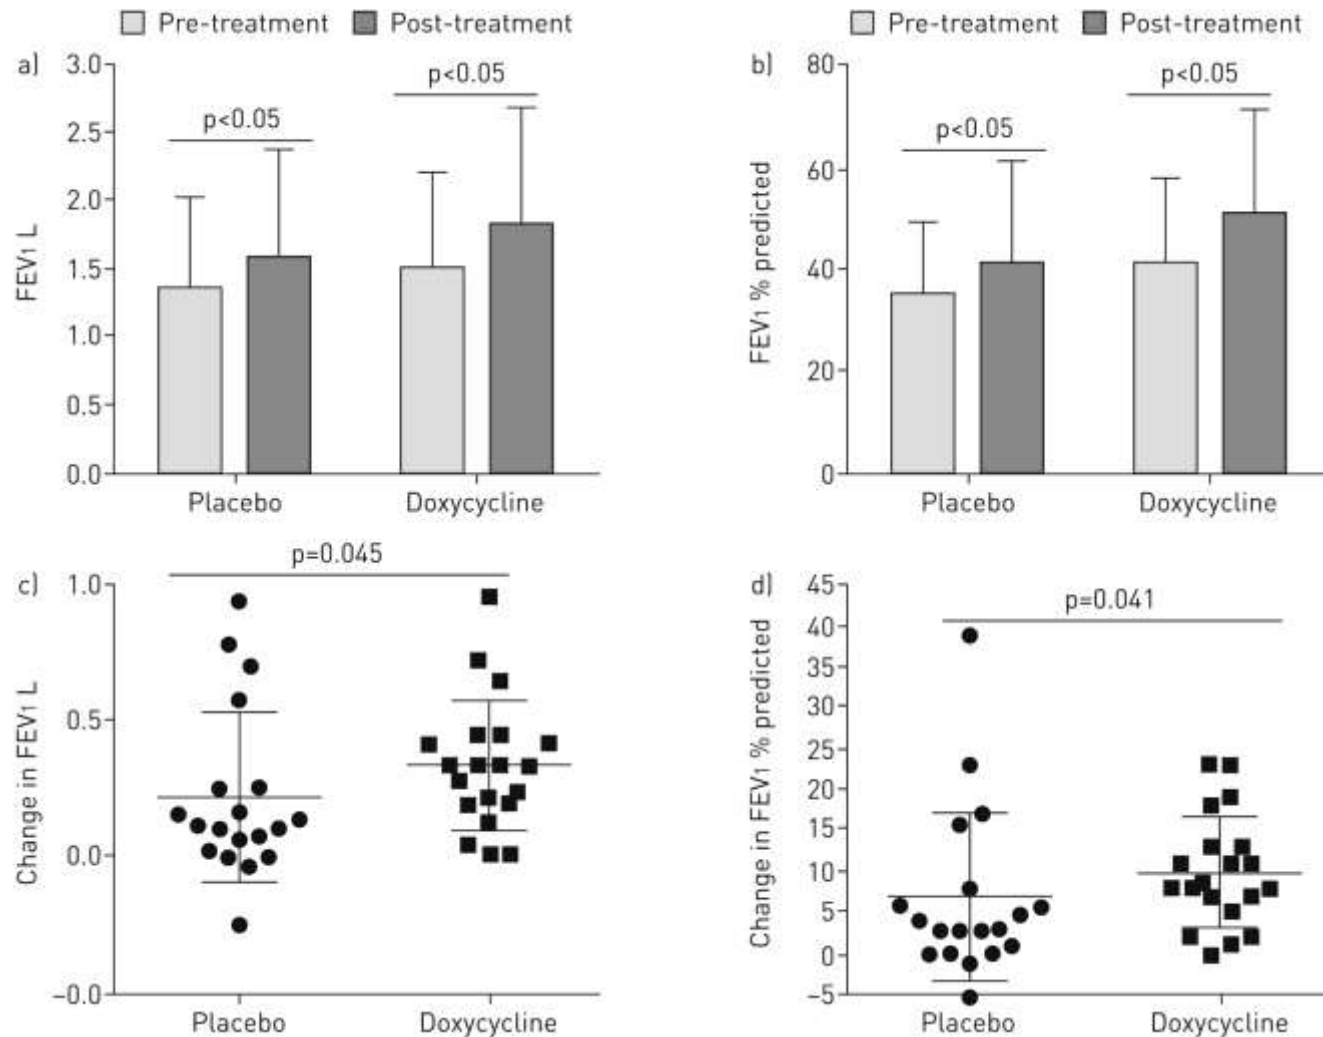 Pre-treatment Post-treatment
a)
p<0.05
p<0.05
FEV1 L
3.0
2.5
2.0
1.5
1.0
0.5
0.0
Placebo Doxycycline
Pre-treatment Post-treatment
b)
p<0.05
p<0.05
FEV1 % predicted
80
60
40
20
0
Placebo Doxycycline
c)
p=0.045
Change in FEV1 L
1.0
0.5
0.0
–0.0
Placebo Doxycycline
d)
p=0.041
Change in FEV1 % predicted
45
40
35
30
25
20
15
10
5
0
–5
Placebo Doxycycline